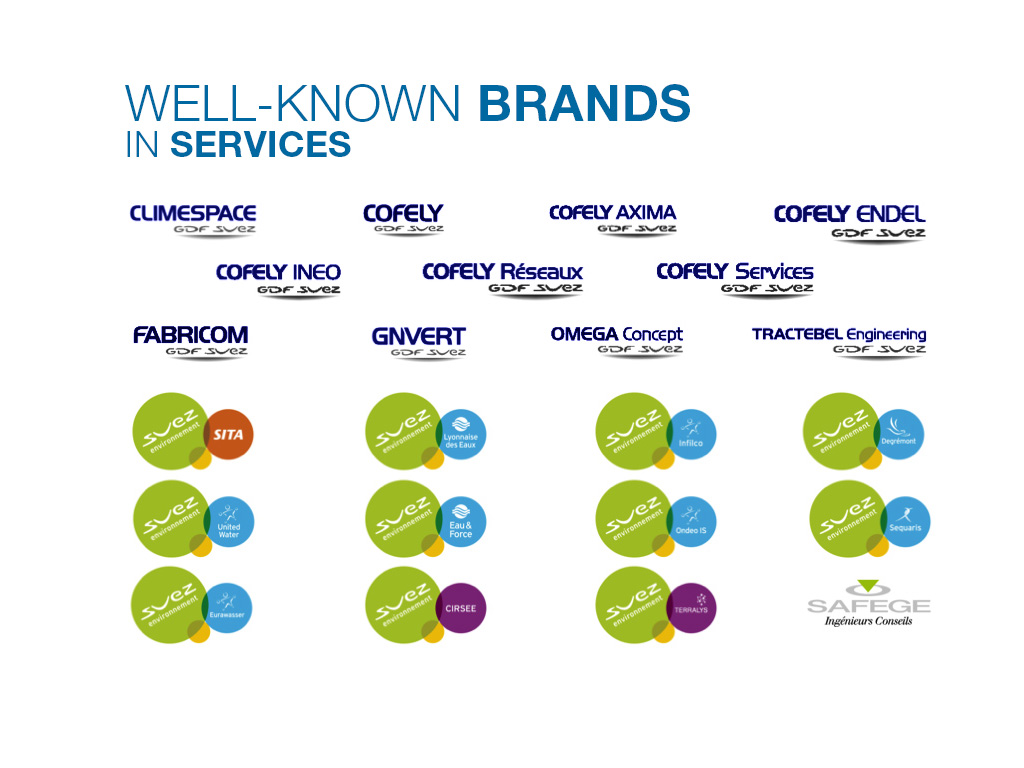 WELL-KNOWN BRANDS
IN SERVICES
CLIMESPACE
GDF SUEZ
COFELY
GDF SUEZ
COFELY AXIMA
GDF SUEZ
COFELY ENDEL
GDF SUEZ
COFELY INEO
GDF SUEZ
COFELY Réseaux
GDF SUEZ
COFELY Services
GDF SUEZ
FABRICOM
GDF SUEZ
GNVERT
GDF SUEZ
OMEGA Concept
GDF SUEZ
TRACTEBEL Engineering
GDF SUEZ
SUEZ
environnement
SITA
SUEZ
environnement
Lyonnaise
des Eaux
SUEZ
environnement
Infilco
SUEZ
environnement
Degrémont
SUEZ
environnement
United
Water
SUEZ
environnement
Eau &
Force
SUEZ
environnement
Ondeo IS
SUEZ
environnement
Sequaris
SUEZ
environnement
Eurawasser
SUEZ
environnement
CIRSEE
SUEZ
environnement
TERRALYS
SAFEGE
Ingénieurs Conseils